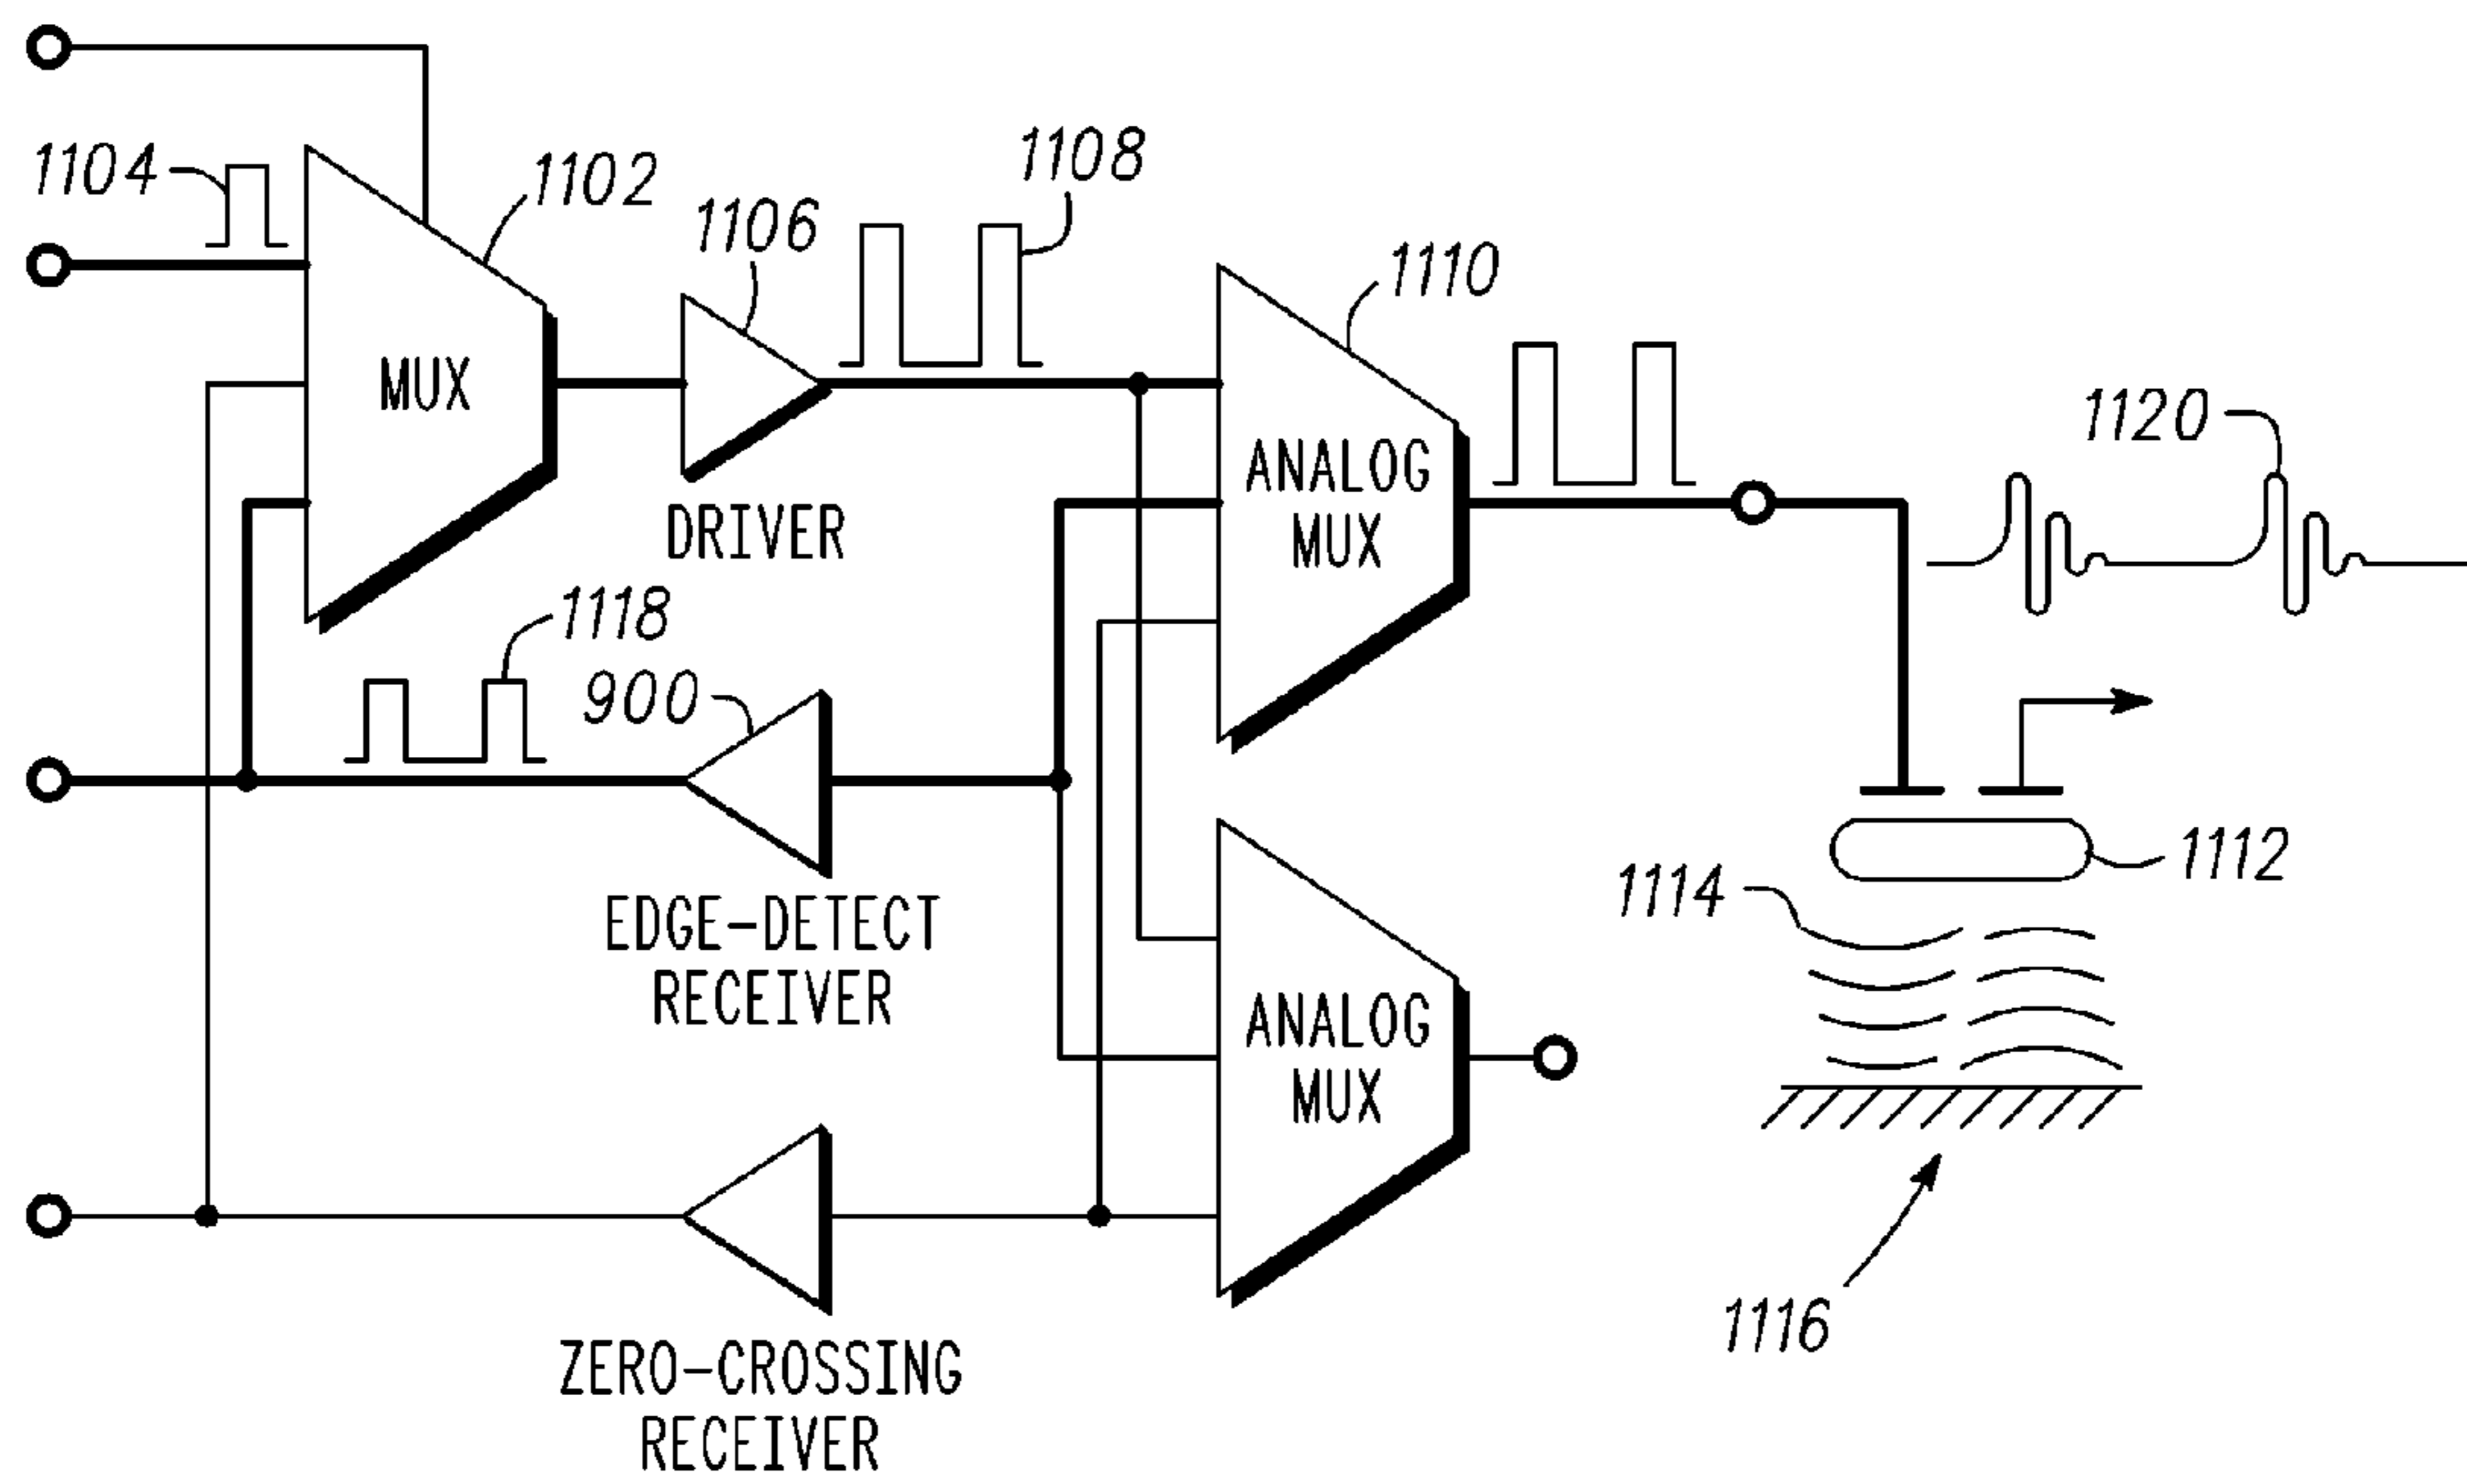 1104
1102
1106
1108
1110
1120
MUX
DRIVER
ANALOG
MUX
1118
900
EDGE-DETECT
RECEIVER
1114
1112
ANALOG
MUX
1116
ZERO-CROSSING
RECEIVER